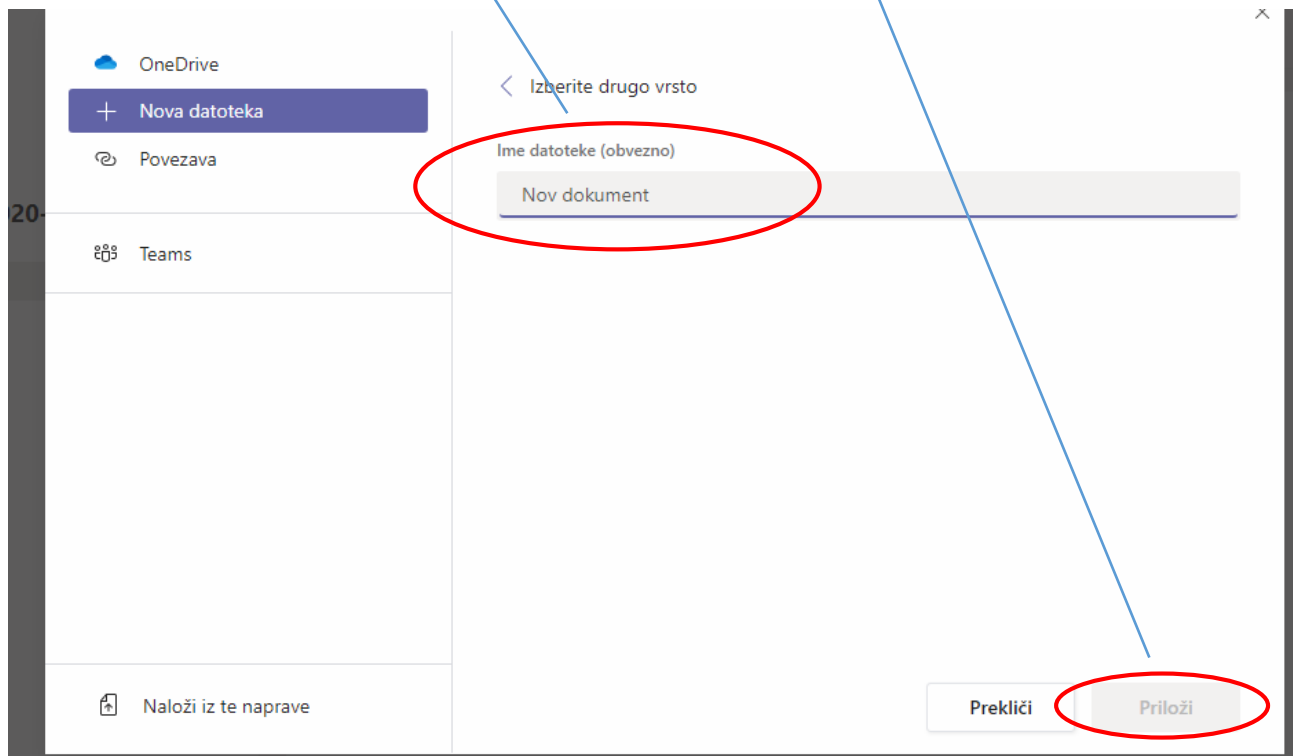 OneDrive
Nova datoteka
Povezava
20-
Teams
Naloži iz te naprave
Izberite drugo vrsto
Ime datoteke (obvezno)
Nov dokument
Prekliči
Priloži